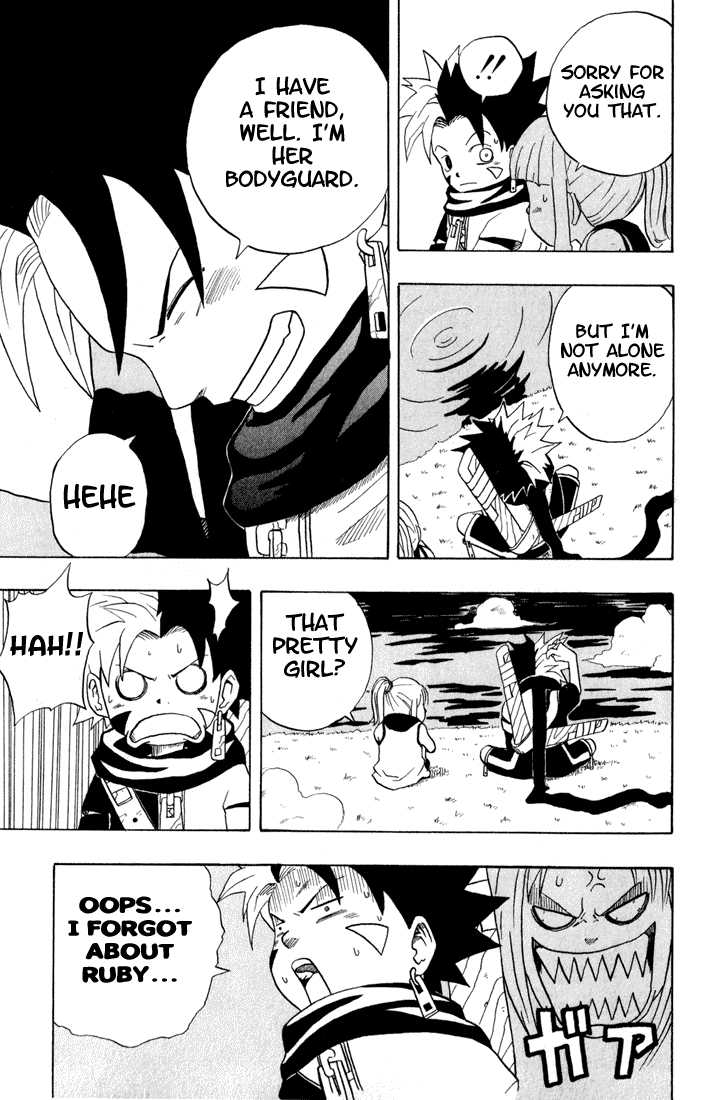 SORRY FOR
ASKING
YOU THAT.
!!
BUT I'M
NOT ALONE
ANYMORE.
I HAVE
A FRIEND,
WELL. I'M
HER
BODYGUARD.
HEHE
THAT
PRETTY
GIRL?
HAH!!
ガァ
OOPS...
I FORGOT
ABOUT
RUBY...